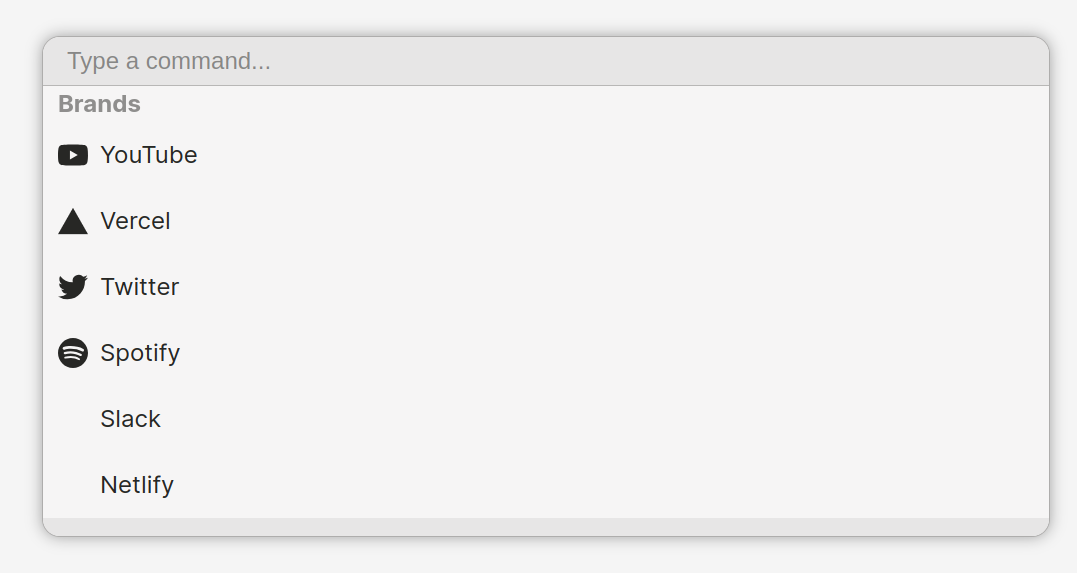 Type a command...
Brands
YouTube
Vercel
Twitter
Spotify
Slack
Netlify